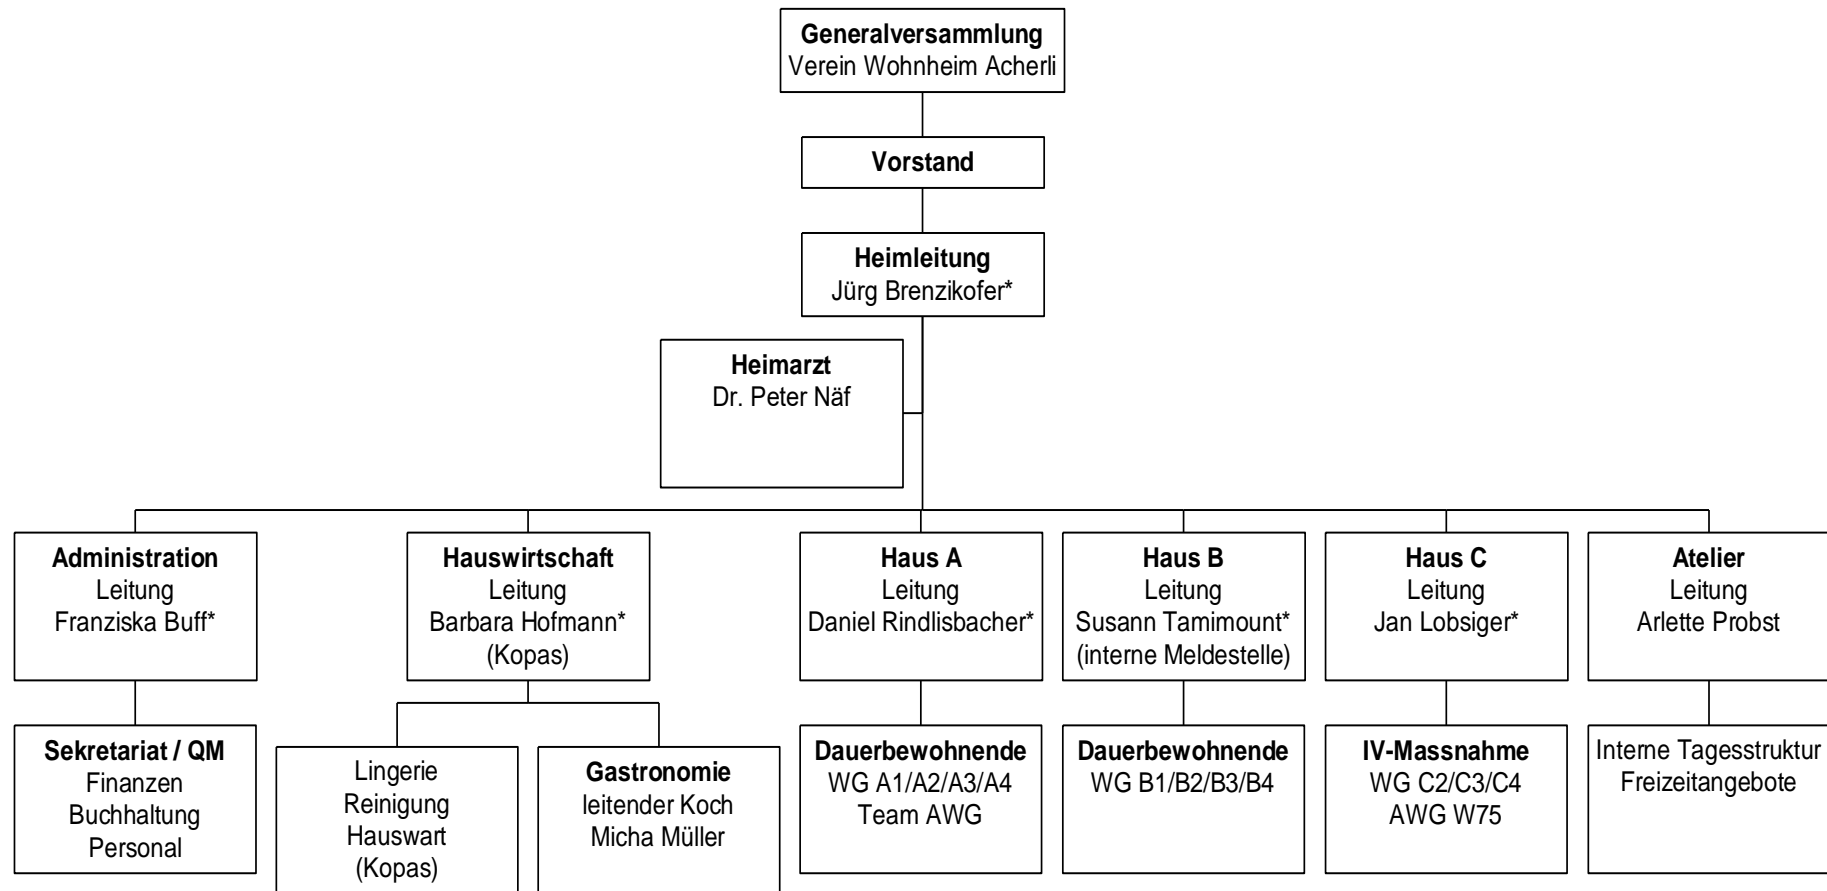 Generalversammlung
Verein Wohnheim Acherli
Vorstand
Heimleitung
Jürg Brenzikofer*
Heimarzt
Dr. Peter Näf
Administration
Leitung
Franziska Buff*
Hauswirtschaft
Leitung
Barbara Hofmann*
(Kopas)
Haus A
Leitung
Daniel Rindlisbacher*
Haus B
Leitung
Susann Tamimount*
(interne Meldestelle)
Haus C
Leitung
Jan Lobsiger*
Atelier
Leitung
Arlette Probst
Sekretariat / QM
Finanzen
Buchhaltung
Personal
Lingerie
Reinigung
Hauswart
(Kopas)
Gastronomie
leitender Koch
Micha Müller
Dauerbewohnende
WG A1/A2/A3/A4
Team AWG
Dauerbewohnende
WG B1/B2/B3/B4
IV-Massnahme
WG C2/C3/C4
AWG W75
Interne Tagesstruktur
Freizeitangebote